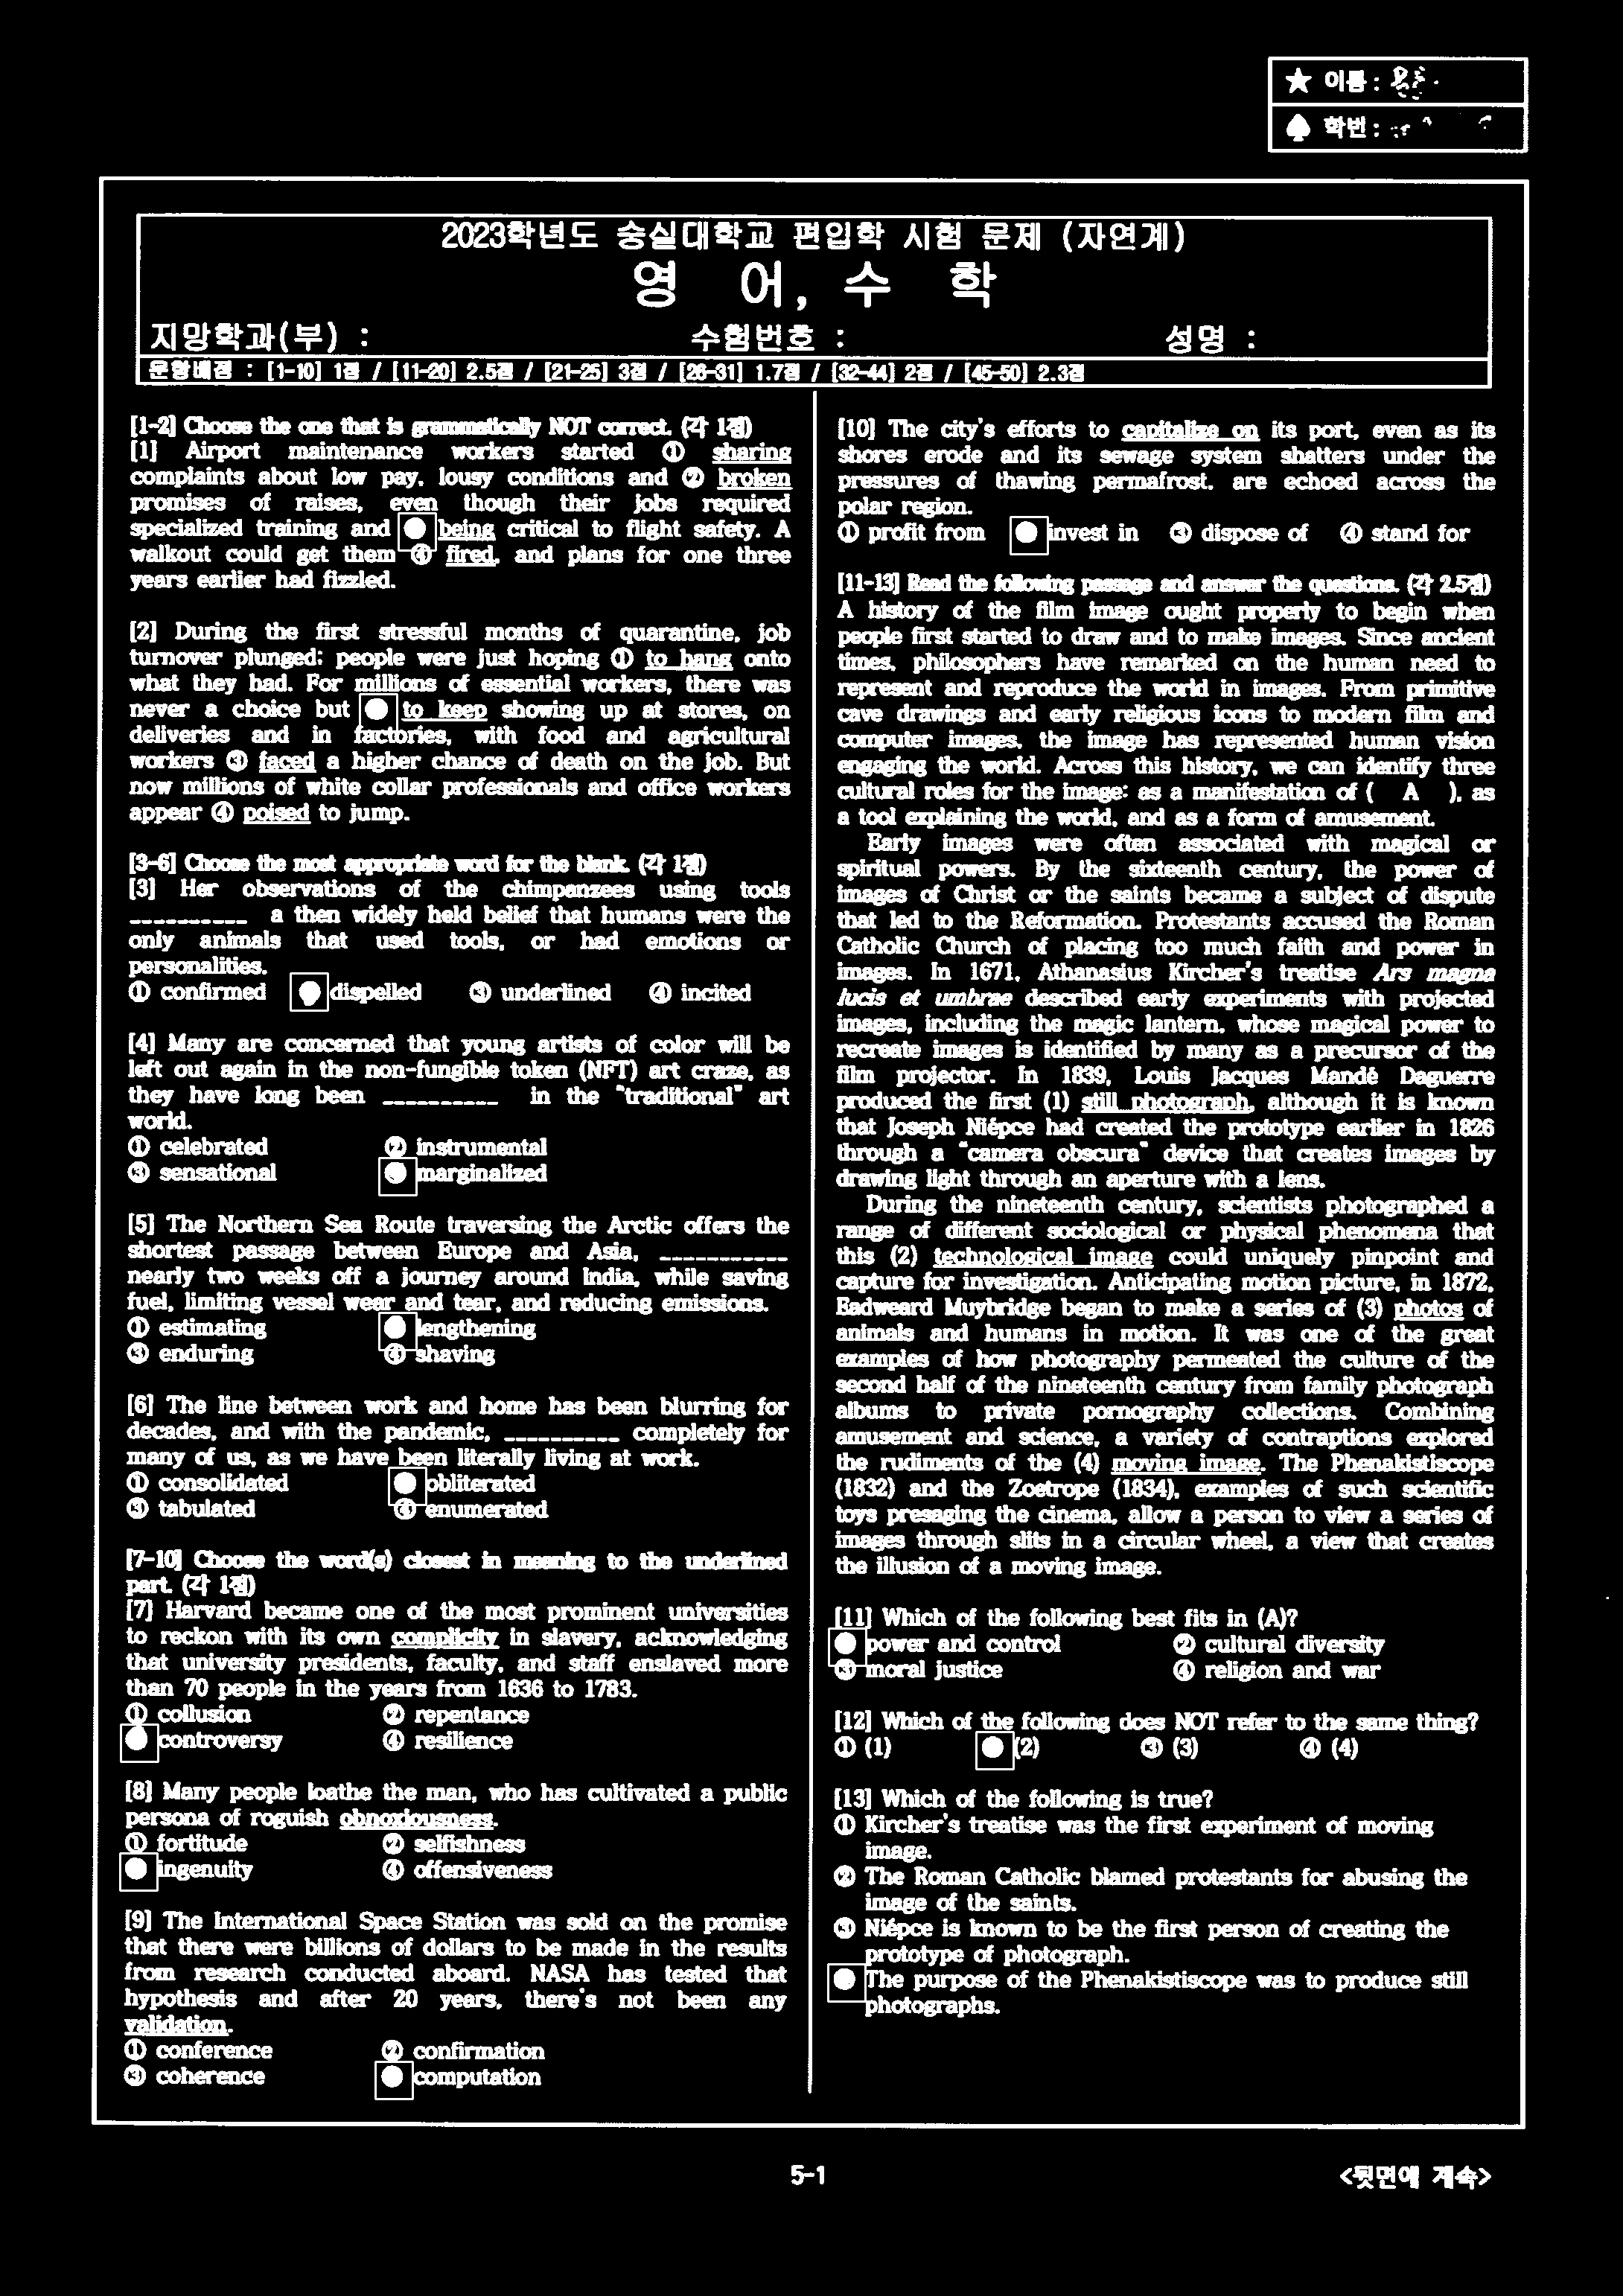 ★ 이름 :
♠ 학번 :
2023학년도 숭실대학교 편입학 시험 문제 (자연계)
영 어, 수 학
지망학과(부) : 수험번호 : 성명 :
문항배점 : [1-10] 1점 / [11-20] 2.5점 / [21-25] 3점 / [26-31] 1.7점 / [32-44] 2점 / [45-50] 2.3점
[1-2] Choose the one that is grammatically NOT correct. (각 1점)
[1] Airport maintenance workers started ① sharing
complaints about low pay, lousy conditions and ② broken
promises of raises, even though their jobs required
specialized training and ● being critical to flight safety. A
walkout could get them ④ fired, and plans for one three
years earlier had fizzled.
[2] During the first stressful months of quarantine, job
turnover plunged; people were just hoping ① to hang onto
what they had. For millions of essential workers, there was
never a choice but ● to keep showing up at stores, on
deliveries and in factories, with food and agricultural
workers ③ faced a higher chance of death on the job. But
now millions of white collar professionals and office workers
appear ④ poised to jump.
[3-6] Choose the most appropriate word for the blank. (각 1점)
[3] Her observations of the chimpanzees using tools
__________ a then widely held belief that humans were the
only animals that used tools, or had emotions or
personalities.
① confirmed ● dispelled ③ underlined ④ incited
[4] Many are concerned that young artists of color will be
left out again in the non-fungible token (NFT) art craze, as
they have long been __________ in the "traditional" art
world.
① celebrated ② instrumental
③ sensational ● marginalized
[5] The Northern Sea Route traversing the Arctic offers the
shortest passage between Europe and Asia, __________
nearly two weeks off a journey around India, while saving
fuel, limiting vessel wear and tear, and reducing emissions.
① estimating ● lengthening
③ enduring ④ shaving
[6] The line between work and home has been blurring for
decades, and with the pandemic, __________ completely for
many of us, as we have been literally living at work.
① consolidated ● obliterated
③ tabulated ④ enumerated
[7-10] Choose the word(s) closest in meaning to the underlined
part. (각 1점)
[7] Harvard became one of the most prominent universities
to reckon with its own complicity in slavery, acknowledging
that university presidents, faculty, and staff enslaved more
than 70 people in the years from 1636 to 1783.
① collusion ② repentance
● controversy ④ resilience
[8] Many people loathe the man, who has cultivated a public
persona of roguish obnoxiousness.
① fortitude ② selfishness
● ingenuity ④ offensiveness
[9] The International Space Station was sold on the promise
that there were billions of dollars to be made in the results
from research conducted aboard. NASA has tested that
hypothesis and after 20 years, there's not been any
validation.
① conference ② confirmation
③ coherence ● computation
[10] The city's efforts to capitalize on its port, even as its
shores erode and its sewage system shatters under the
pressures of thawing permafrost, are echoed across the
polar region.
① profit from ● invest in ③ dispose of ④ stand for
[11-13] Read the following passage and answer the questions. (각 2.5점)
A history of the film image ought properly to begin when
people first started to draw and to make images. Since ancient
times, philosophers have remarked on the human need to
represent and reproduce the world in images. From primitive
cave drawings and early religious icons to modern film and
computer images, the image has represented human vision
engaging the world. Across this history, we can identify three
cultural roles for the image: as a manifestation of ( A ), as
a tool explaining the world, and as a form of amusement.
Early images were often associated with magical or
spiritual powers. By the sixteenth century, the power of
images of Christ or the saints became a subject of dispute
that led to the Reformation. Protestants accused the Roman
Catholic Church of placing too much faith and power in
images. In 1671, Athanasius Kircher's treatise Ars magna
lucis et umbrae described early experiments with projected
images, including the magic lantern, whose magical power to
recreate images is identified by many as a precursor of the
film projector. In 1839, Louis Jacques Mandé Daguerre
produced the first (1) still photograph, although it is known
that Joseph Niépce had created the prototype earlier in 1826
through a "camera obscura" device that creates images by
drawing light through an aperture with a lens.
During the nineteenth century, scientists photographed a
range of different sociological or physical phenomena that
this (2) technological image could uniquely pinpoint and
capture for investigation. Anticipating motion picture, in 1872,
Eadweard Muybridge began to make a series of (3) photos of
animals and humans in motion. It was one of the great
examples of how photography permeated the culture of the
second half of the nineteenth century from family photograph
albums to private pornography collections. Combining
amusement and science, a variety of contraptions explored
the rudiments of the (4) moving image. The Phenakistiscope
(1832) and the Zoetrope (1834), examples of such scientific
toys presaging the cinema, allow a person to view a series of
images through slits in a circular wheel, a view that creates
the illusion of a moving image.
[11] Which of the following best fits in (A)?
● power and control ② cultural diversity
③ moral justice ④ religion and war
[12] Which of the following does NOT refer to the same thing?
① (1) ● (2) ③ (3) ④ (4)
[13] Which of the following is true?
① Kircher's treatise was the first experiment of moving
image.
② The Roman Catholic blamed protestants for abusing the
image of the saints.
③ Niépce is known to be the first person of creating the
prototype of photograph.
● The purpose of the Phenakistiscope was to produce still
photographs.
5-1
<뒷면에 계속>